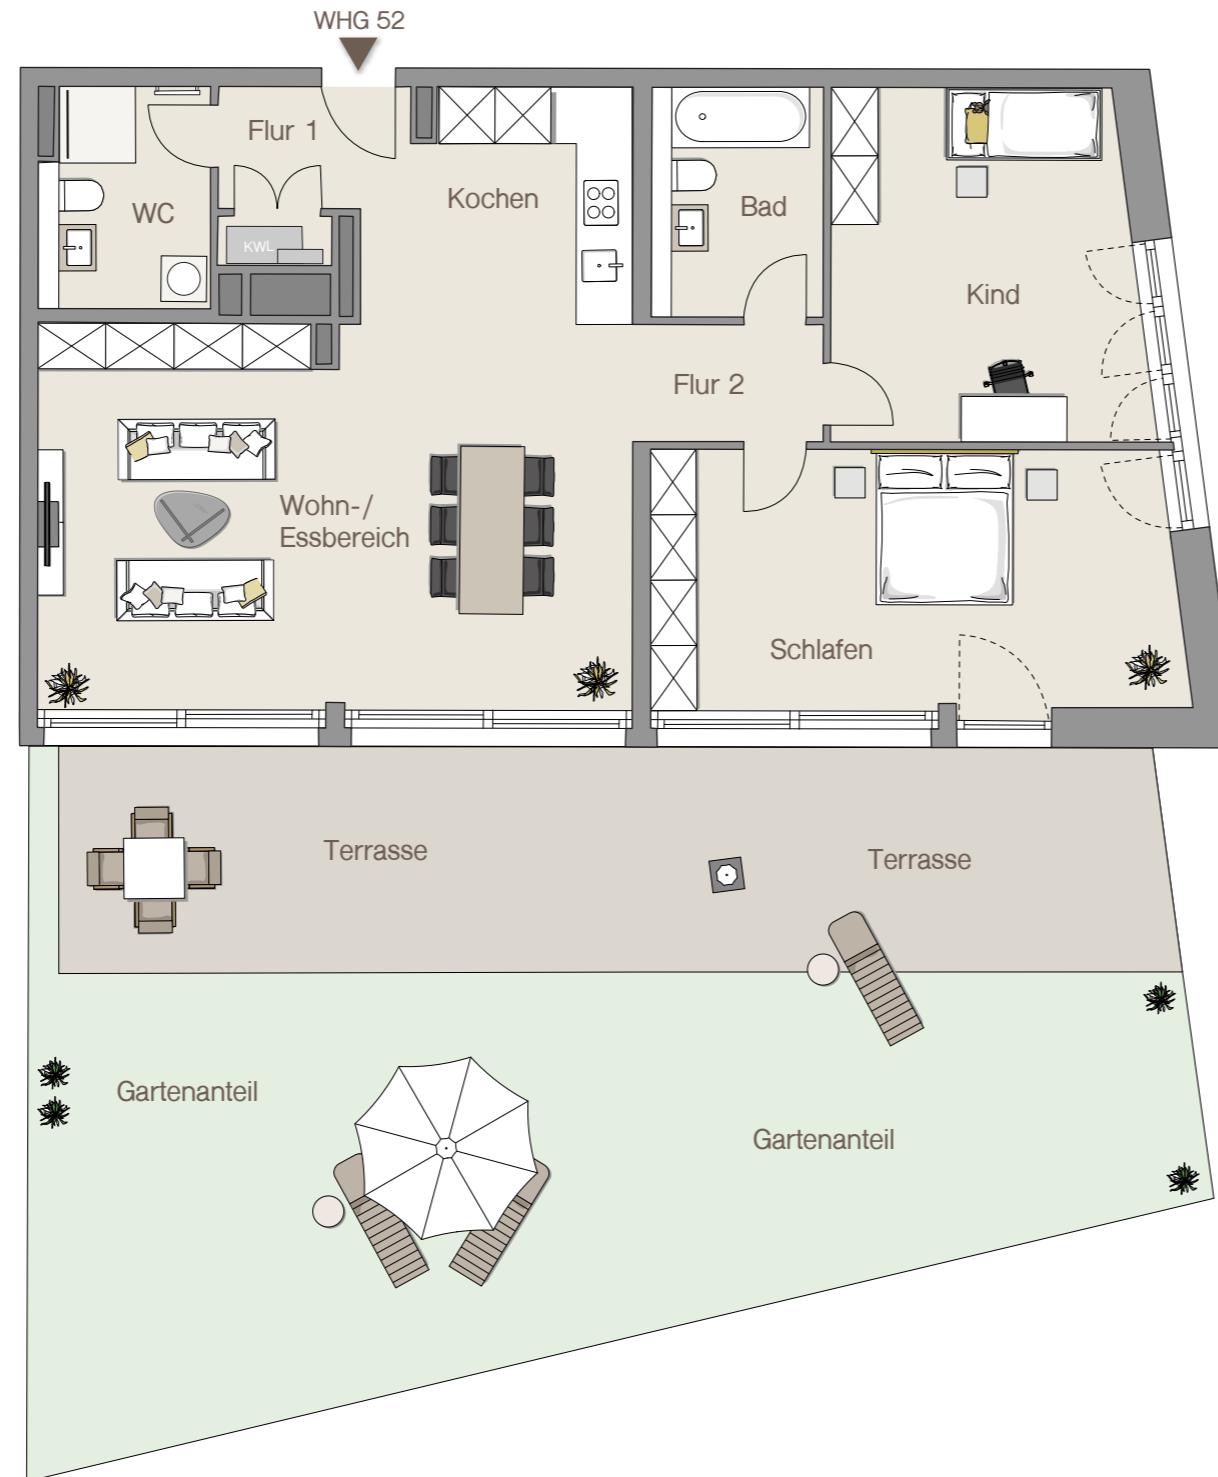 WHG 52
Flur 1
Kochen
WC
Bad
KWL
Kind
Flur 2
Wohn-/
Essbereich
Schlafen
Terrasse
Terrasse
Gartenanteil
Gartenanteil